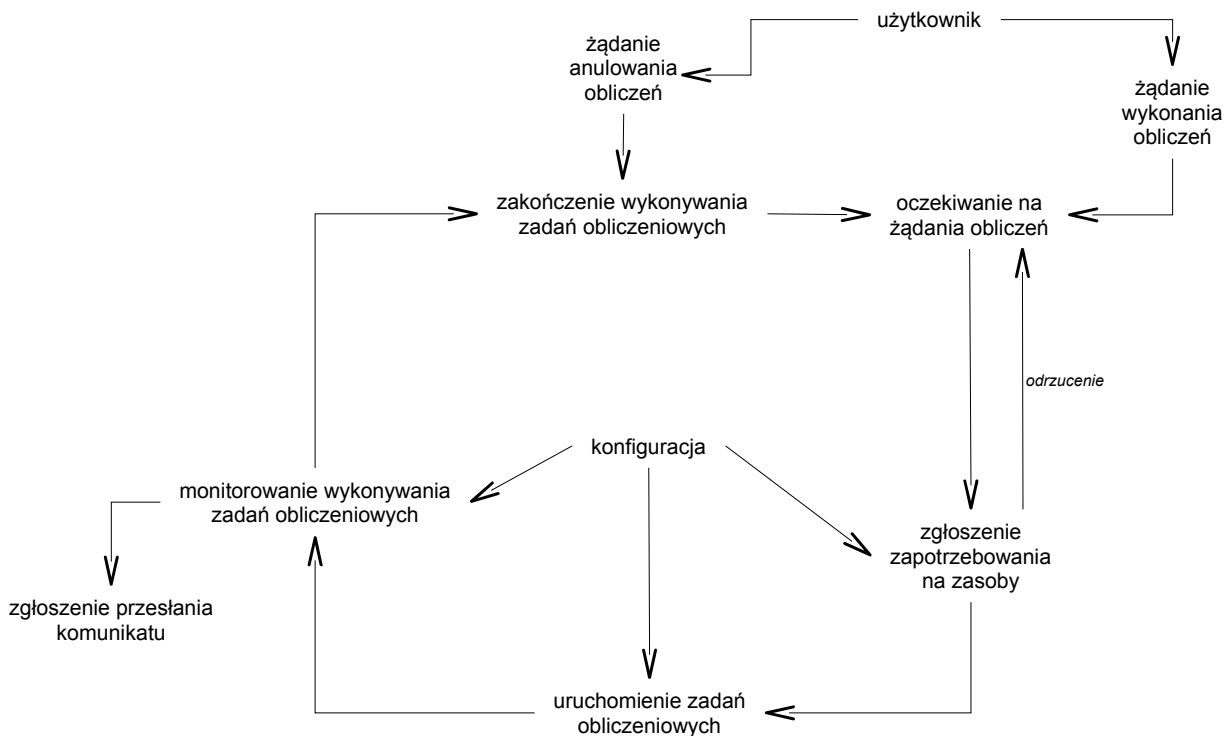 użytkownik
żądanie
anulowania
obliczeń
żądanie
wykonania
obliczeń
zakończenie wykonywania
zadań obliczeniowych
oczekiwanie na
żądania obliczeń
odrzucenie
konfiguracja
monitorowanie wykonywania
zadań obliczeniowych
zgłoszenie
zapotrzebowania
na zasoby
zgłoszenie przesłania
komunikatu
uruchomienie zadań
obliczeniowych